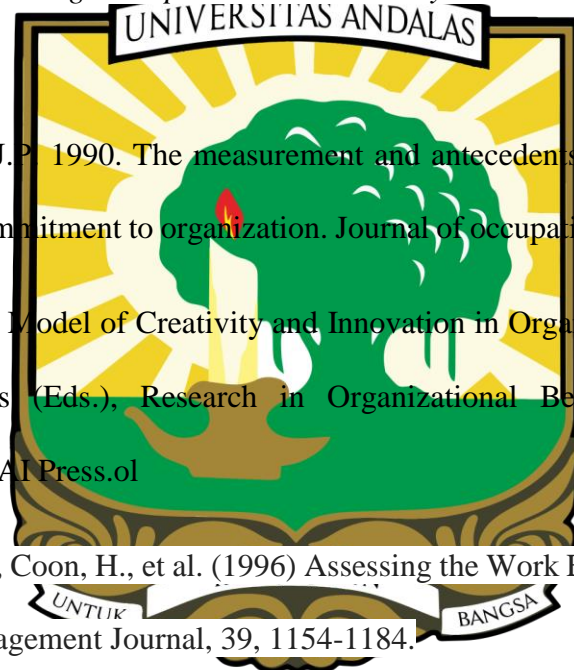 UNIVERSITAS ANDALAS
J.P. 1990. The measurement and antecedents
mmitment to organization. Journal of occupati
Model of Creativity and Innovation in Orga
s (Eds.), Research in Organizational Be
AI Press.ol
, Coon, H., et al. (1996) Assessing the Work
UNTUK BANGSA
agement Journal, 39, 1154-1184.